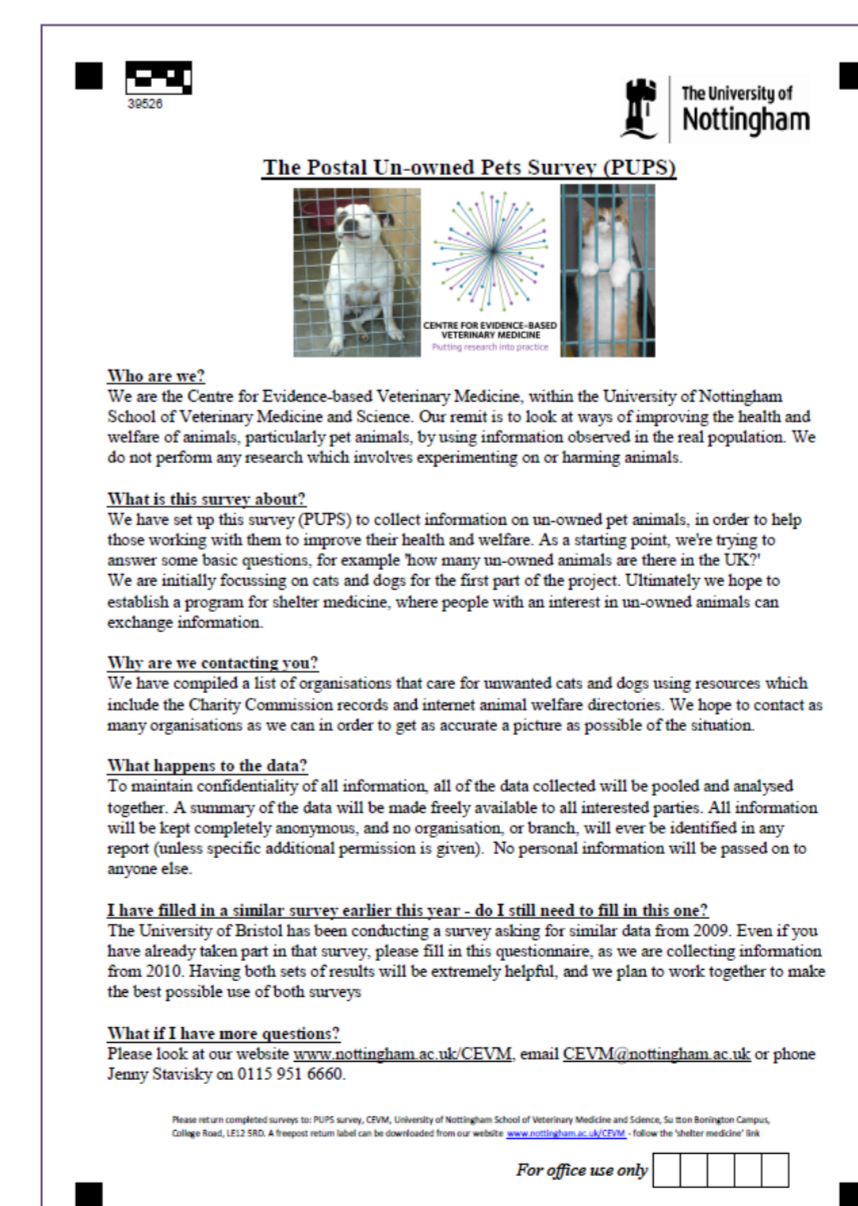 39526
The University of
Nottingham
The Postal Un-owned Pets Survey (PUPS)
CENTRE FOR EVIDENCE-BASED
VETERINARY MEDICINE
Putting research into practice
Who are we?
We are the Centre for Evidence-based Veterinary Medicine, within the University of Nottingham
School of Veterinary Medicine and Science. Our remit is to look at ways of improving the health and
welfare of animals, particularly pet animals, by using information observed in the real population. We
do not perform any research which involves experimenting on or harming animals.
What is this survey about?
We have set up this survey (PUPS) to collect information on un-owned pet animals, in order to help
those working with them to improve their health and welfare. As a starting point, we're trying to
answer some basic questions, for example 'how many un-owned animals are there in the UK?'
We are initially focussing on cats and dogs for the first part of the project. Ultimately we hope to
establish a program for shelter medicine, where people with an interest in un-owned animals can
exchange information.
Why are we contacting you?
We have compiled a list of organisations that care for unwanted cats and dogs using resources which
include the Charity Commission records and internet animal welfare directories. We hope to contact as
many organisations as we can in order to get as accurate a picture as possible of the situation.
What happens to the data?
To maintain confidentiality of all information, all of the data collected will be pooled and analysed
together. A summary of the data will be made freely available to all interested parties. All information
will be kept completely anonymous, and no organisation, or branch, will ever be identified in any
report (unless specific additional permission is given).  No personal information will be passed on to
anyone else.
I have filled in a similar survey earlier this year - do I still need to fill in this one?
The University of Bristol has been conducting a survey asking for similar data from 2009. Even if you
have already taken part in that survey, please fill in this questionnaire, as we are collecting information
from 2010. Having both sets of results will be extremely helpful, and we plan to work together to make
the best possible use of both surveys
What if I have more questions?
Please look at our website www.nottingham.ac.uk/CEVM, email CEVM@nottingham.ac.uk or phone
Jenny Stavisky on 0115 951 6660.
Please return completed surveys to: PUPS survey, CEVM, University of Nottingham School of Veterinary Medicine and Science, Su tton Bonington Campus,
College Road, LE12 5RD. A freepost return label can be downloaded from our website www.nottingham.ac.uk/CEVM - follow the 'shelter medicine' link
For office use only